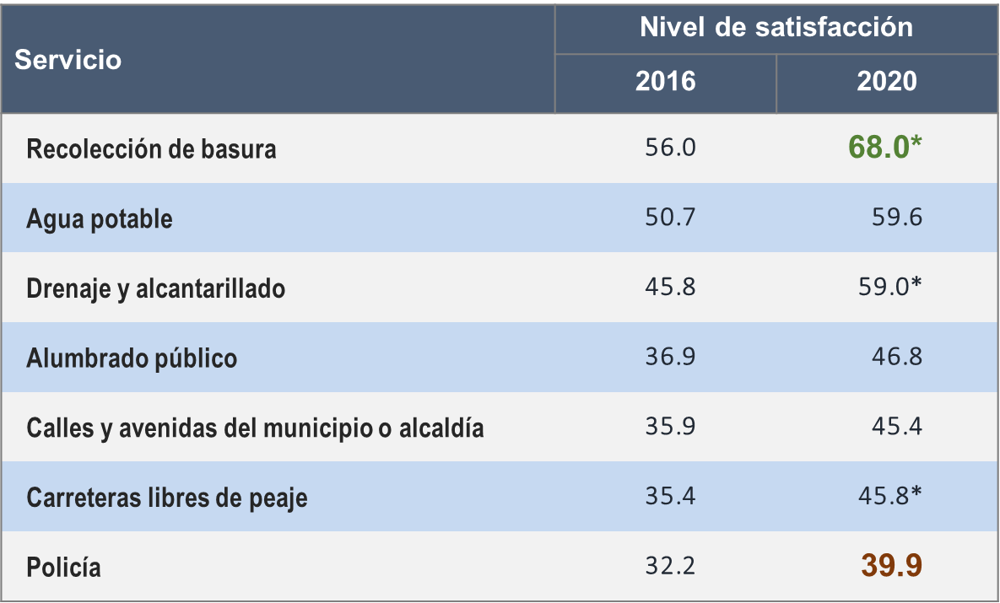 Servicio
Nivel de satisfacción
2016 2020
Recolección de basura 56.0 68.0*
Agua potable 50.7 59.6
Drenaje y alcantarillado 45.8 59.0*
Alumbrado público 36.9 46.8
Calles y avenidas del municipio o alcaldía 35.9 45.4
Carreteras libres de peaje 35.4 45.8*
Policía 32.2 39.9